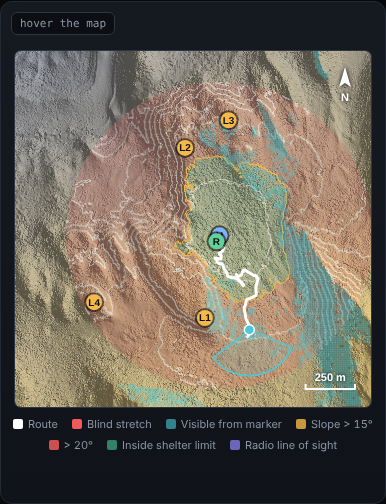 hover the map
N
L3
L2
R
L4
L1
250 m
Route
Blind stretch
Visible from marker
Slope > 15°
> 20°
Inside shelter limit
Radio line of sight